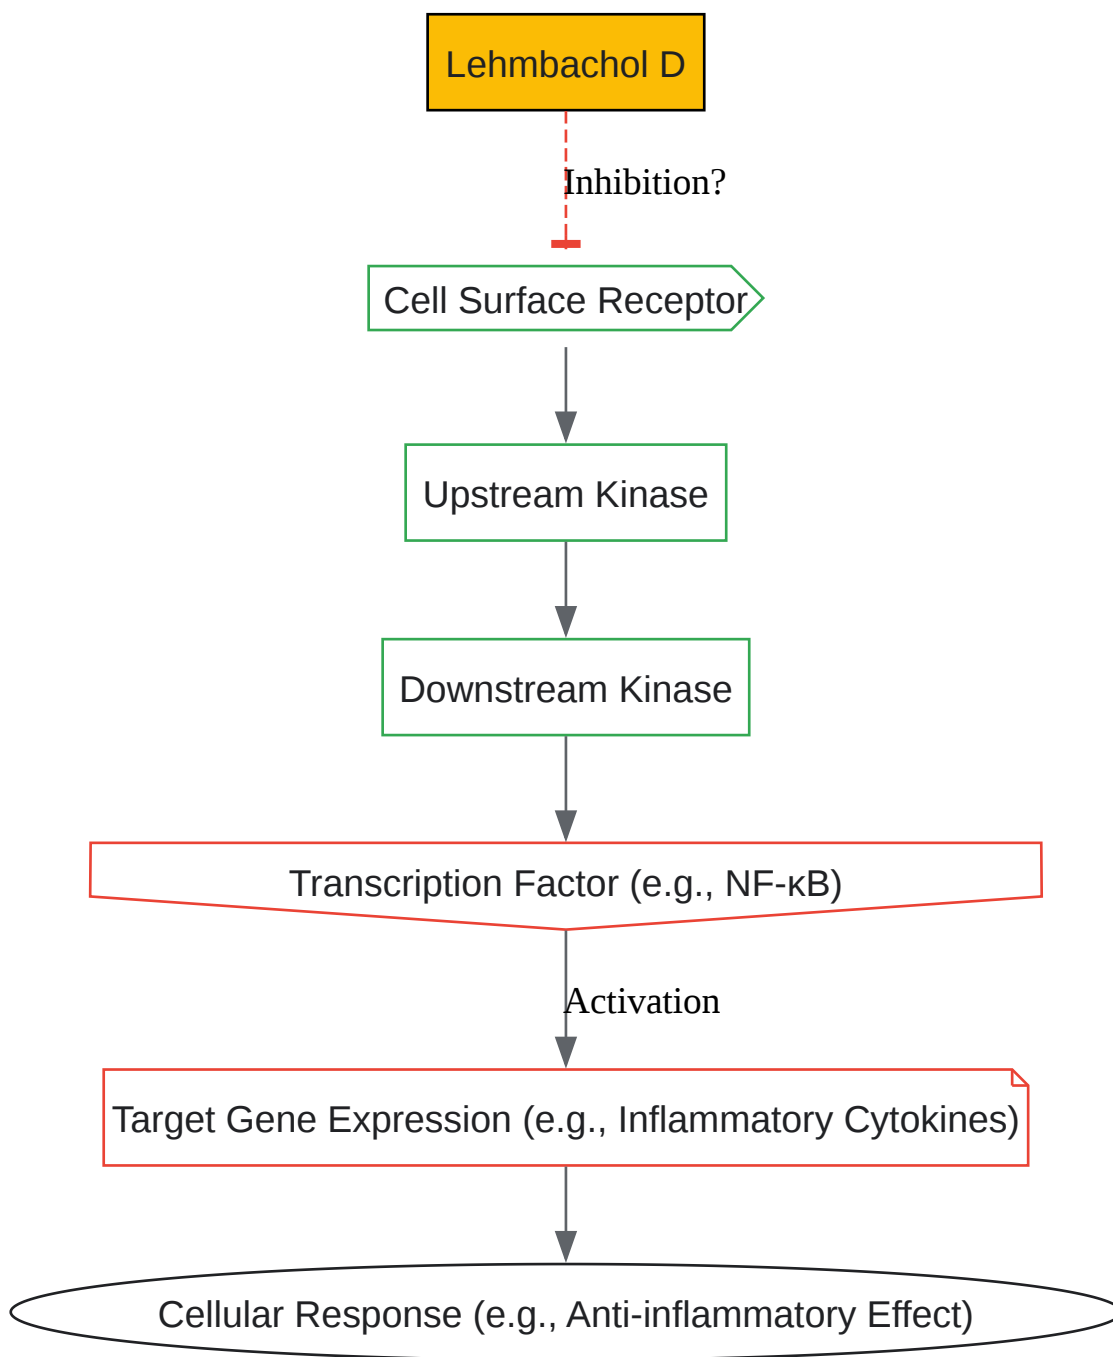 Lehmbachol D
Inhibition?
Cell Surface Receptor
Upstream Kinase
Downstream Kinase
Transcription Factor (e.g., NF-κB)
Activation
Target Gene Expression (e.g., Inflammatory Cytokines)
Cellular Response (e.g., Anti-inflammatory Effect)